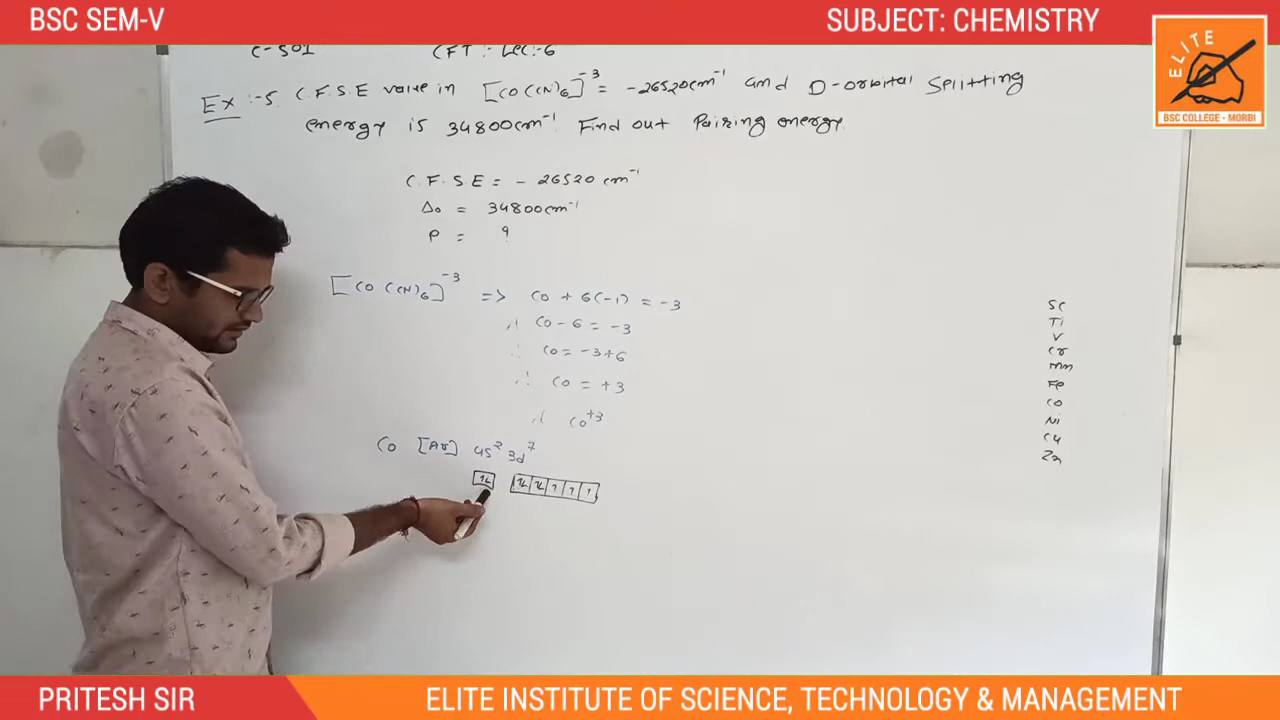 BSC SEM-V
SUBJECT: CHEMISTRY
ELITE
BSC COLLEGE - MORBI
C-501 CFT :- Lec:-6
Ex :-5 C.F.S.E value in [CO(CN)6]⁻³ = -26520cm⁻¹ and D-orbital Splitting
energy is 34800cm⁻¹. Find out Pairing energy.
C.F.S.E = - 26520 cm⁻¹
Δo = 34800cm⁻¹
P = ?
[CO(CN)6]⁻³ => CO + 6(-1) = -3
∴ CO - 6 = -3
∴ CO = -3+6
∴ CO = +3
∴ CO⁺³
CO [Ar] 4S² 3d⁷
Sc
Ti
V
Cr
Mn
Fe
CO
Ni
Cu
Zn
PRITESH SIR
ELITE INSTITUTE OF SCIENCE, TECHNOLOGY & MANAGEMENT